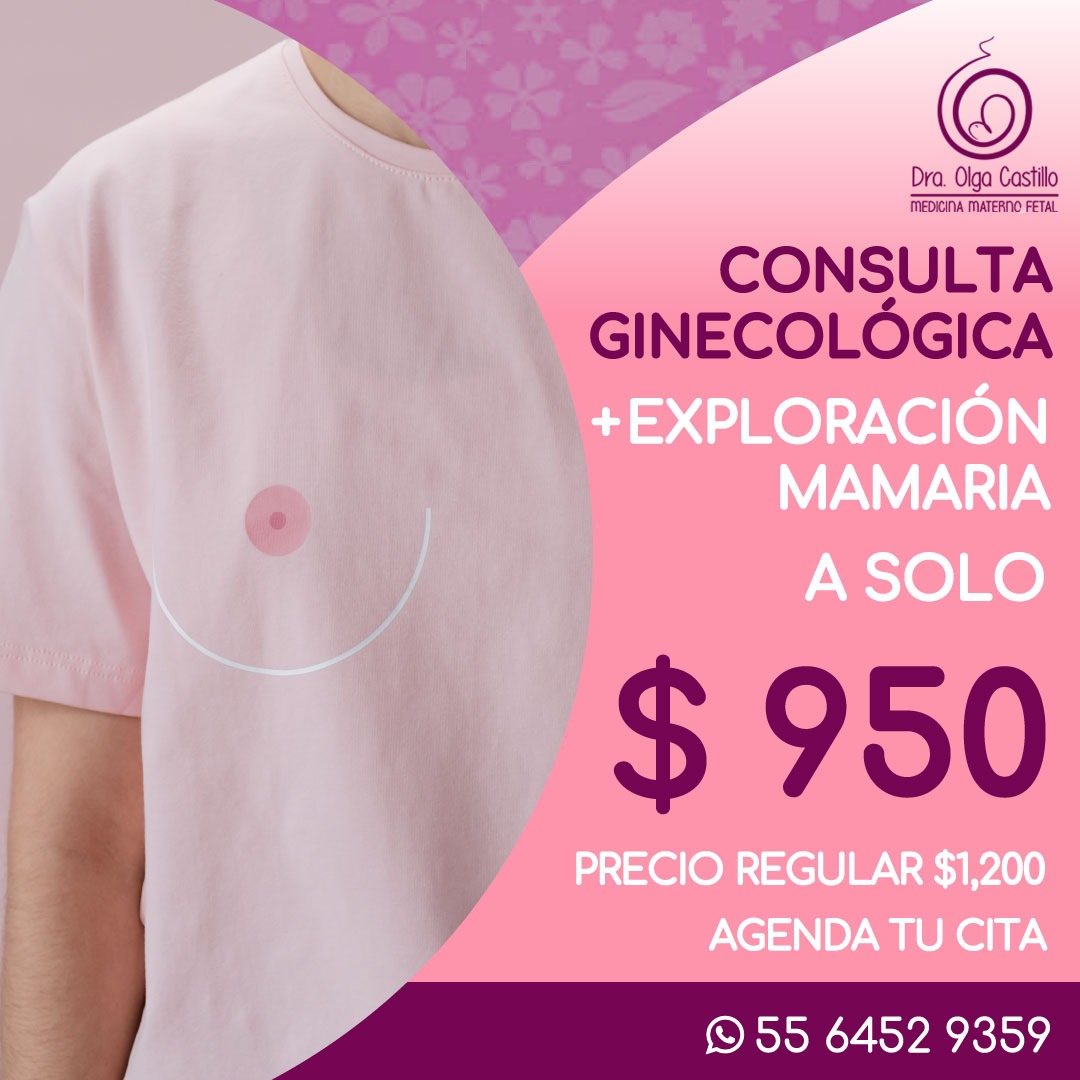 Dra. Olga Castillo
MEDICINA MATERNO FETAL
CONSULTA
GINECOLÓGICA
+EXPLORACIÓN
MAMARIA
A SOLO
$ 950
PRECIO REGULAR $1,200
AGENDA TU CITA
55 6452 9359